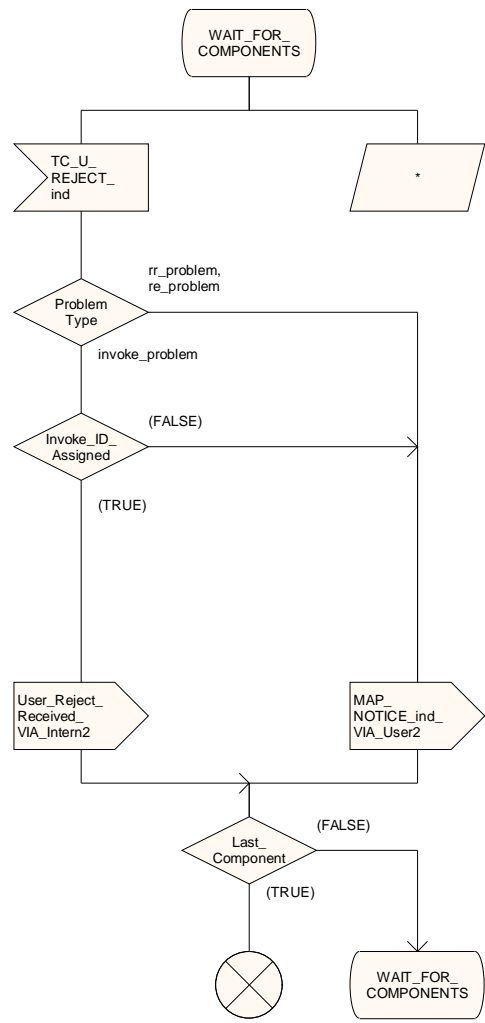 WAIT_FOR_
COMPONENTS
TC_U_
REJECT_
ind
*
rr_problem,
re_problem
Problem
Type
invoke_problem
(FALSE)
Invoke_ID_
Assigned
(TRUE)
User_Reject_
Received_
VIA_Intern2
MAP_
NOTICE_ind_
VIA_User2
(FALSE)
Last_
Component
(TRUE)
WAIT_FOR_
COMPONENTS